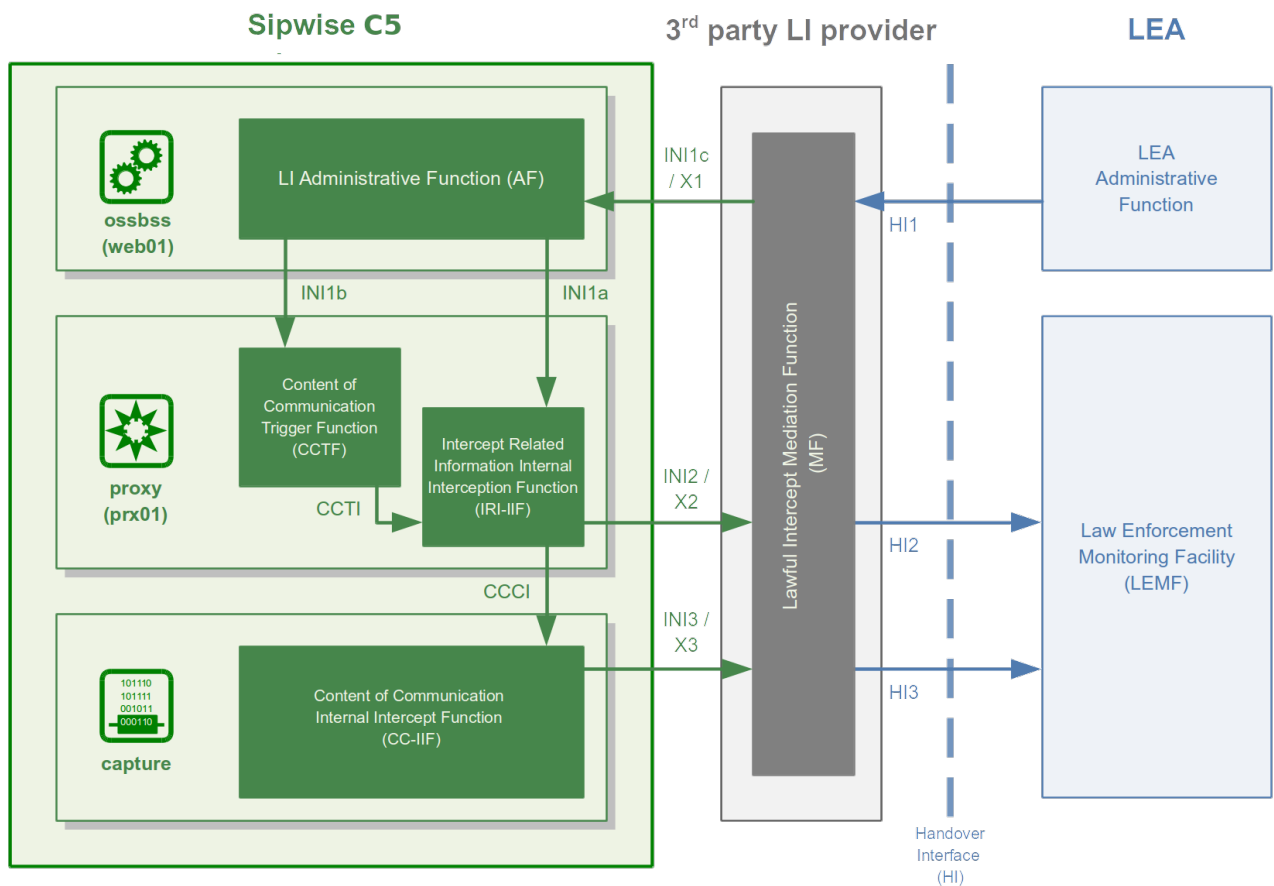 Sipwise C5
3rd party LI provider
LEA
ossbss
(web01)
LI Administrative Function (AF)
INI1c
/ X1
HI1
LEA
Administrative
Function
INI1b
INI1a
proxy
(prx01)
Content of
Communication
Trigger Function
(CCTF)
CCTI
Intercept Related
Information Internal
Interception Function
(IRI-IIF)
INI2 /
X2
Lawful Intercept Mediation Function
(MF)
HI2
Law Enforcement
Monitoring Facility
(LEMF)
CCCI
INI3 /
X3
HI3
101110
101111
001011
000110
capture
Content of Communication
Internal Intercept Function
(CC-IIF)
Handover
Interface
(HI)